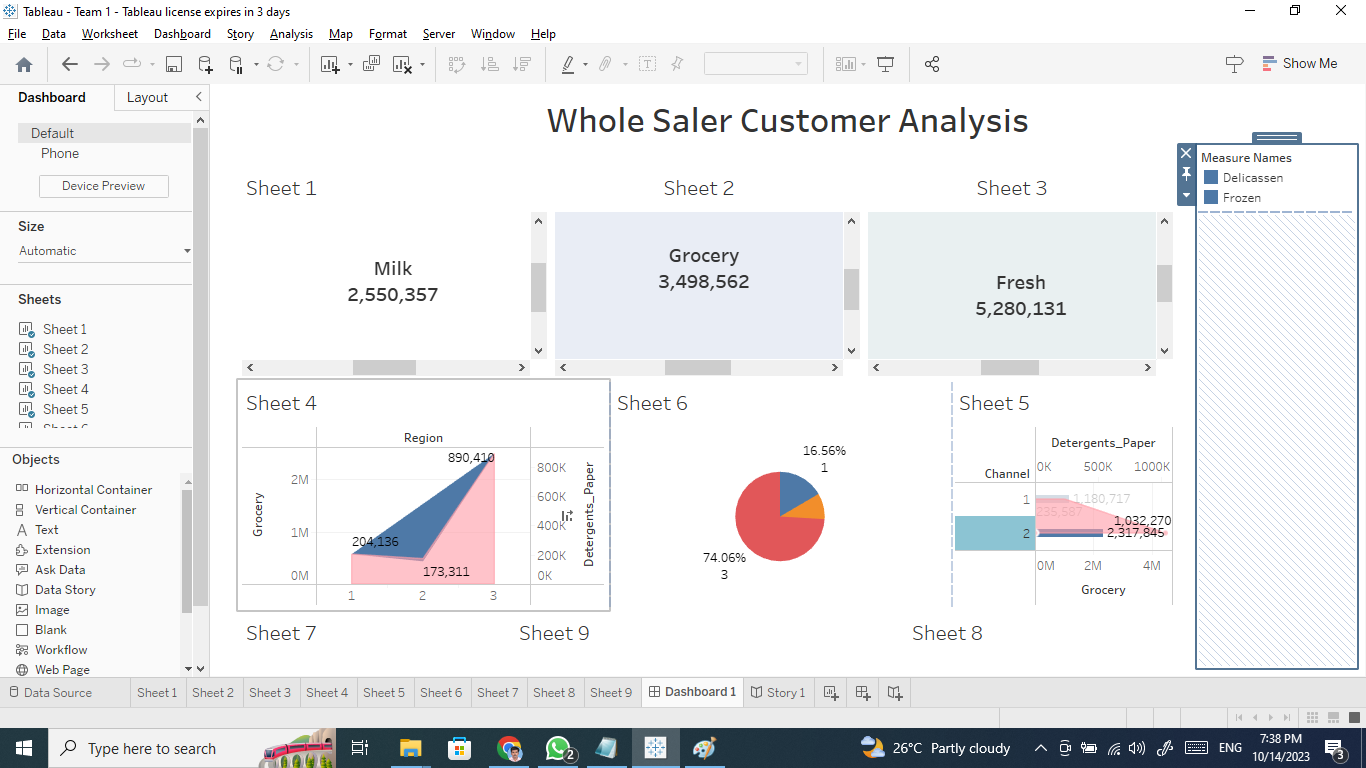 Tableau - Team 1 - Tableau license expires in 3 days
File Data Worksheet Dashboard Story Analysis Map Format Server Window Help
Show Me
Dashboard Layout
Default
Phone
Device Preview
Size
Automatic
Sheets
Sheet 1
Sheet 2
Sheet 3
Sheet 4
Sheet 5
Objects
Horizontal Container
Vertical Container
Text
Extension
Ask Data
Data Story
Image
Blank
Workflow
Web Page
Whole Saler Customer Analysis
Sheet 1
Milk
2,550,357
Sheet 2
Grocery
3,498,562
Sheet 3
Fresh
5,280,131
Measure Names
Delicassen
Frozen
Sheet 4
Region
890,410
204,136
173,311
Grocery
2M
1M
0M
800K
600K
400K
200K
0K
Detergents_Paper
1 2 3
Sheet 6
16.56%
1
74.06%
3
Sheet 5
Detergents_Paper
Channel
0K 500K 1000K
1
1,180,717
235,587
1,032,270
2
2,317,845
0M 2M 4M
Grocery
Sheet 7
Sheet 9
Sheet 8
Data Source Sheet 1 Sheet 2 Sheet 3 Sheet 4 Sheet 5 Sheet 6 Sheet 7 Sheet 8 Sheet 9 Dashboard 1 Story 1
Type here to search
2
26°C Partly cloudy
ENG
7:38 PM
10/14/2023
3